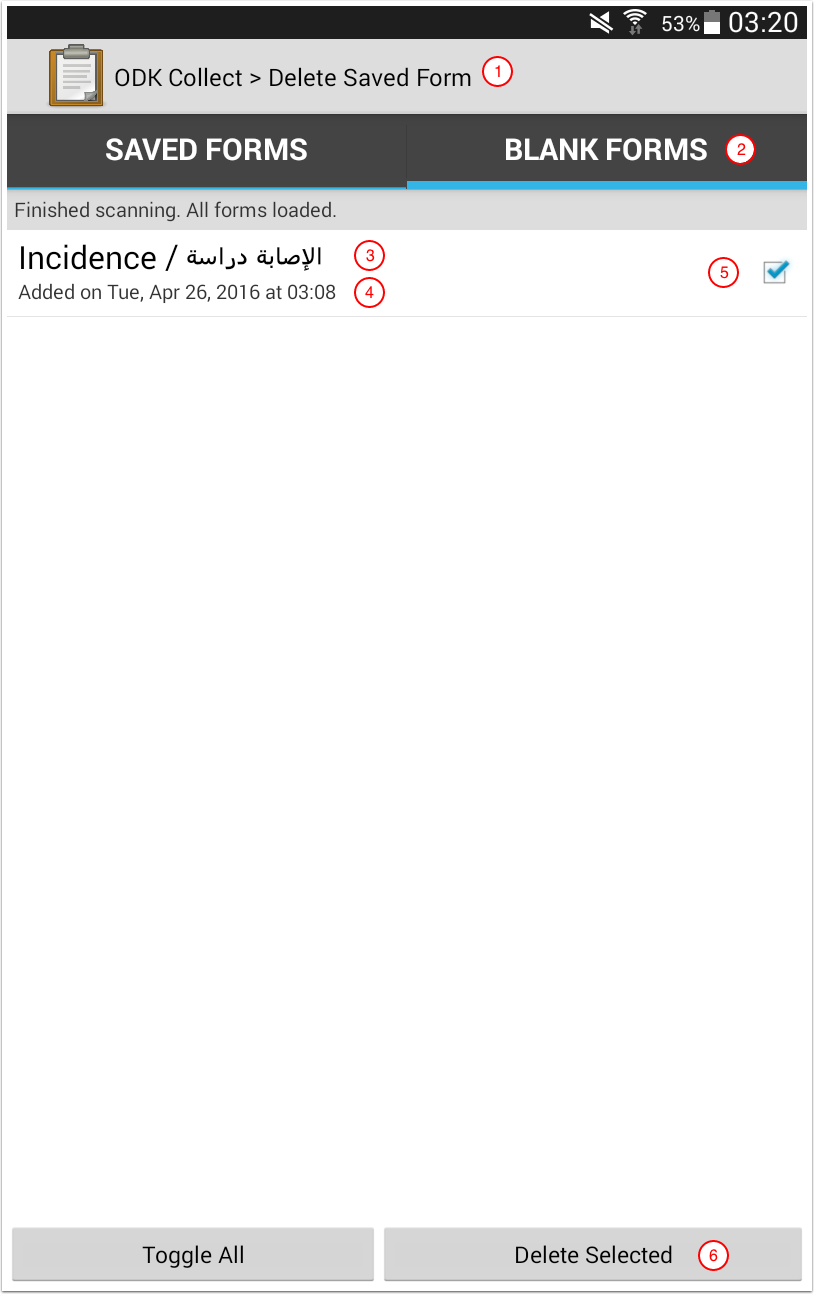 53% 03:20
ODK Collect > Delete Saved Form 1
SAVED FORMS BLANK FORMS 2
Finished scanning. All forms loaded.
Incidence / الإصابة دراسة 3
Added on Tue, Apr 26, 2016 at 03:08 4
5
Toggle All Delete Selected 6